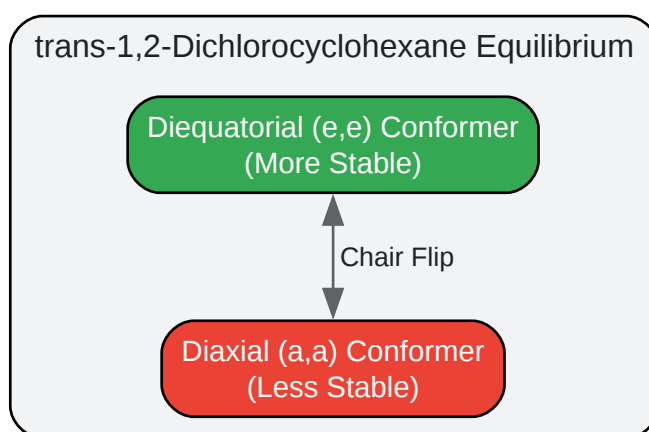 trans-1,2-Dichlorocyclohexane Equilibrium
Diequatorial (e,e) Conformer
(More Stable)
Chair Flip
Diaxial (a,a) Conformer
(Less Stable)